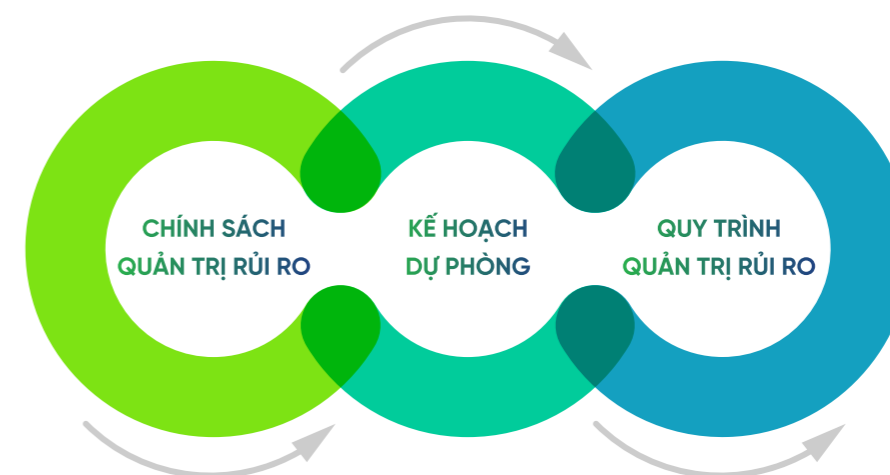 CHÍNH SÁCH
QUẢN TRỊ RỦI RO
KẾ HOẠCH
DỰ PHÒNG
QUY TRÌNH
QUẢN TRỊ RỦI RO